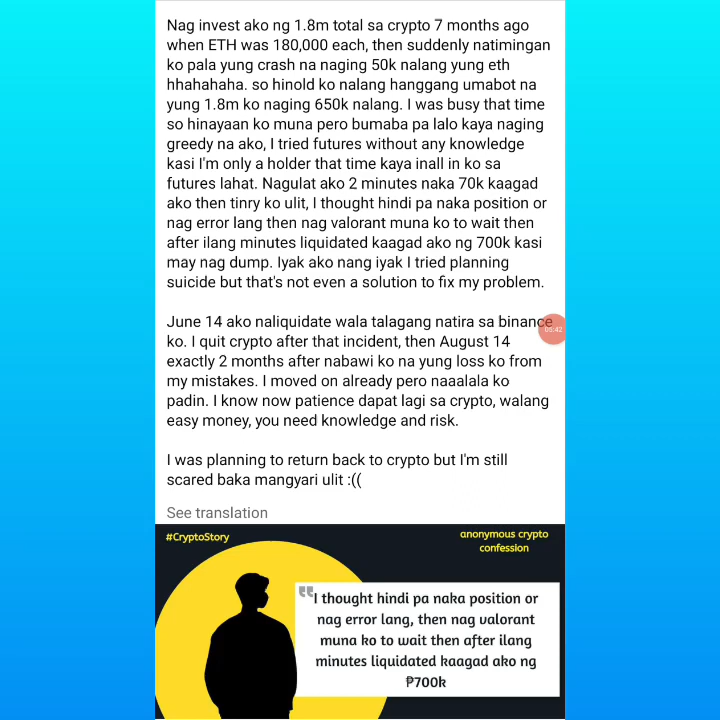 Nag invest ako ng 1.8m total sa crypto 7 months ago
when ETH was 180,000 each, then suddenly natimingan
ko pala yung crash na naging 50k nalang yung eth
hhahahaha. so hinold ko nalang hanggang umabot na
yung 1.8m ko naging 650k nalang. I was busy that time
so hinayaan ko muna pero bumaba pa lalo kaya naging
greedy na ako, I tried futures without any knowledge
kasi I'm only a holder that time kaya inall in ko sa
futures lahat. Nagulat ako 2 minutes naka 70k kaagad
ako then tinry ko ulit, I thought hindi pa naka position or
nag error lang then nag valorant muna ko to wait then
after ilang minutes liquidated kaagad ako ng 700k kasi
may nag dump. Iyak ako nang iyak I tried planning
suicide but that's not even a solution to fix my problem.
June 14 ako naliquidate wala talagang natira sa binance
05:42
ko. I quit crypto after that incident, then August 14
exactly 2 months after nabawi ko na yung loss ko from
my mistakes. I moved on already pero naaalala ko
padin. I know now patience dapat lagi sa crypto, walang
easy money, you need knowledge and risk.
I was planning to return back to crypto but I'm still
scared baka mangyari ulit :((
See translation
#CryptoStory
anonymous crypto
confession
"I thought hindi pa naka position or
nag error lang, then nag valorant
muna ko to wait then after ilang
minutes liquidated kaagad ako ng
₱700k